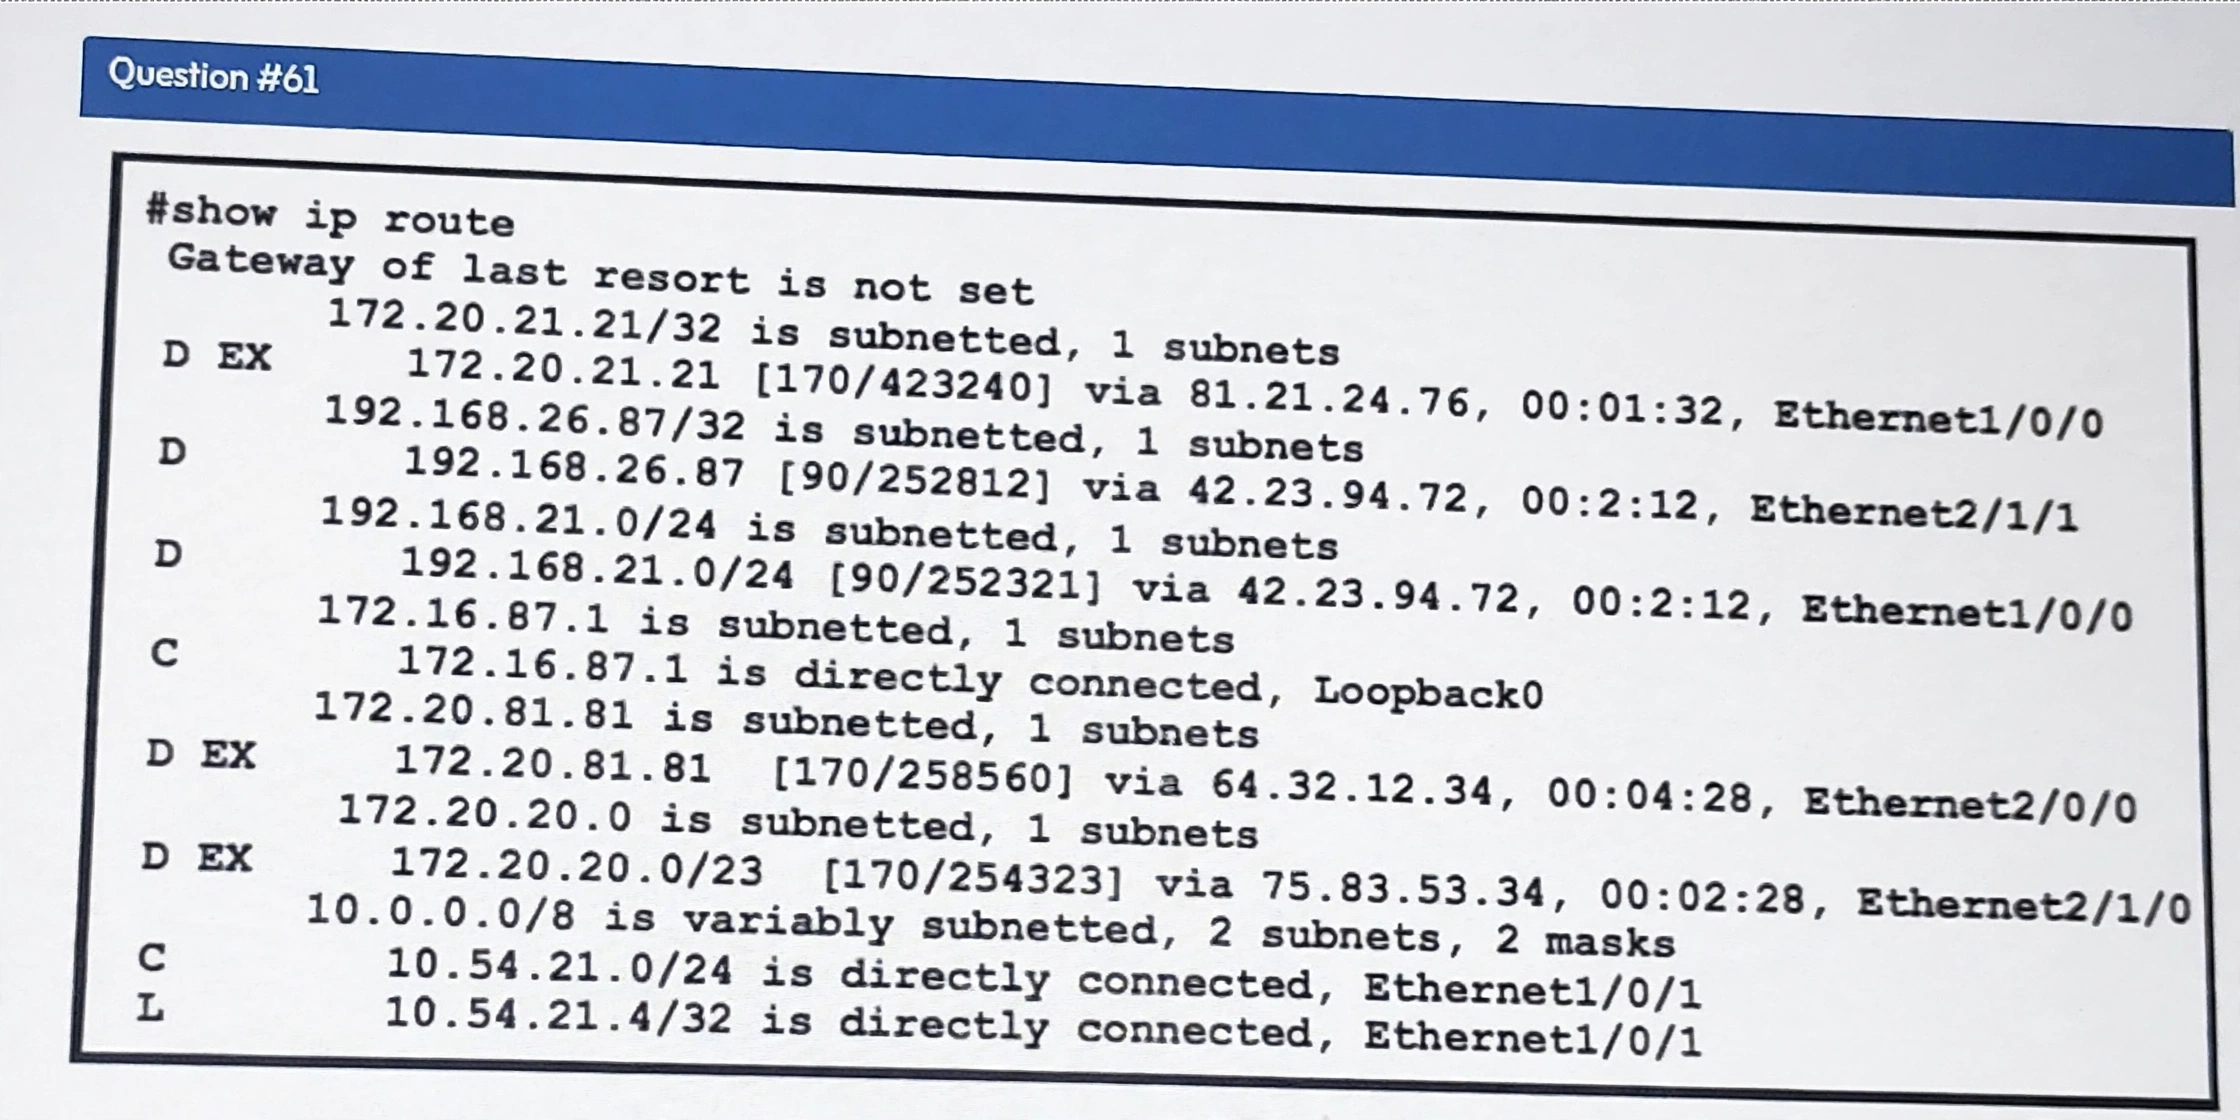 Question #61
#show ip route
Gateway of last resort is not set
172.20.21.21/32 is subnetted, 1 subnets
D EX 172.20.21.21 [170/423240] via 81.21.24.76, 00:01:32, Ethernet1/0/0
192.168.26.87/32 is subnetted, 1 subnets
D 192.168.26.87 [90/252812] via 42.23.94.72, 00:2:12, Ethernet2/1/1
192.168.21.0/24 is subnetted, 1 subnets
D 192.168.21.0/24 [90/252321] via 42.23.94.72, 00:2:12, Ethernet1/0/0
172.16.87.1 is subnetted, 1 subnets
C 172.16.87.1 is directly connected, Loopback0
172.20.81.81 is subnetted, 1 subnets
D EX 172.20.81.81 [170/258560] via 64.32.12.34, 00:04:28, Ethernet2/0/0
172.20.20.0 is subnetted, 1 subnets
D EX 172.20.20.0/23 [170/254323] via 75.83.53.34, 00:02:28, Ethernet2/1/0
10.0.0.0/8 is variably subnetted, 2 subnets, 2 masks
C 10.54.21.0/24 is directly connected, Ethernet1/0/1
L 10.54.21.4/32 is directly connected, Ethernet1/0/1